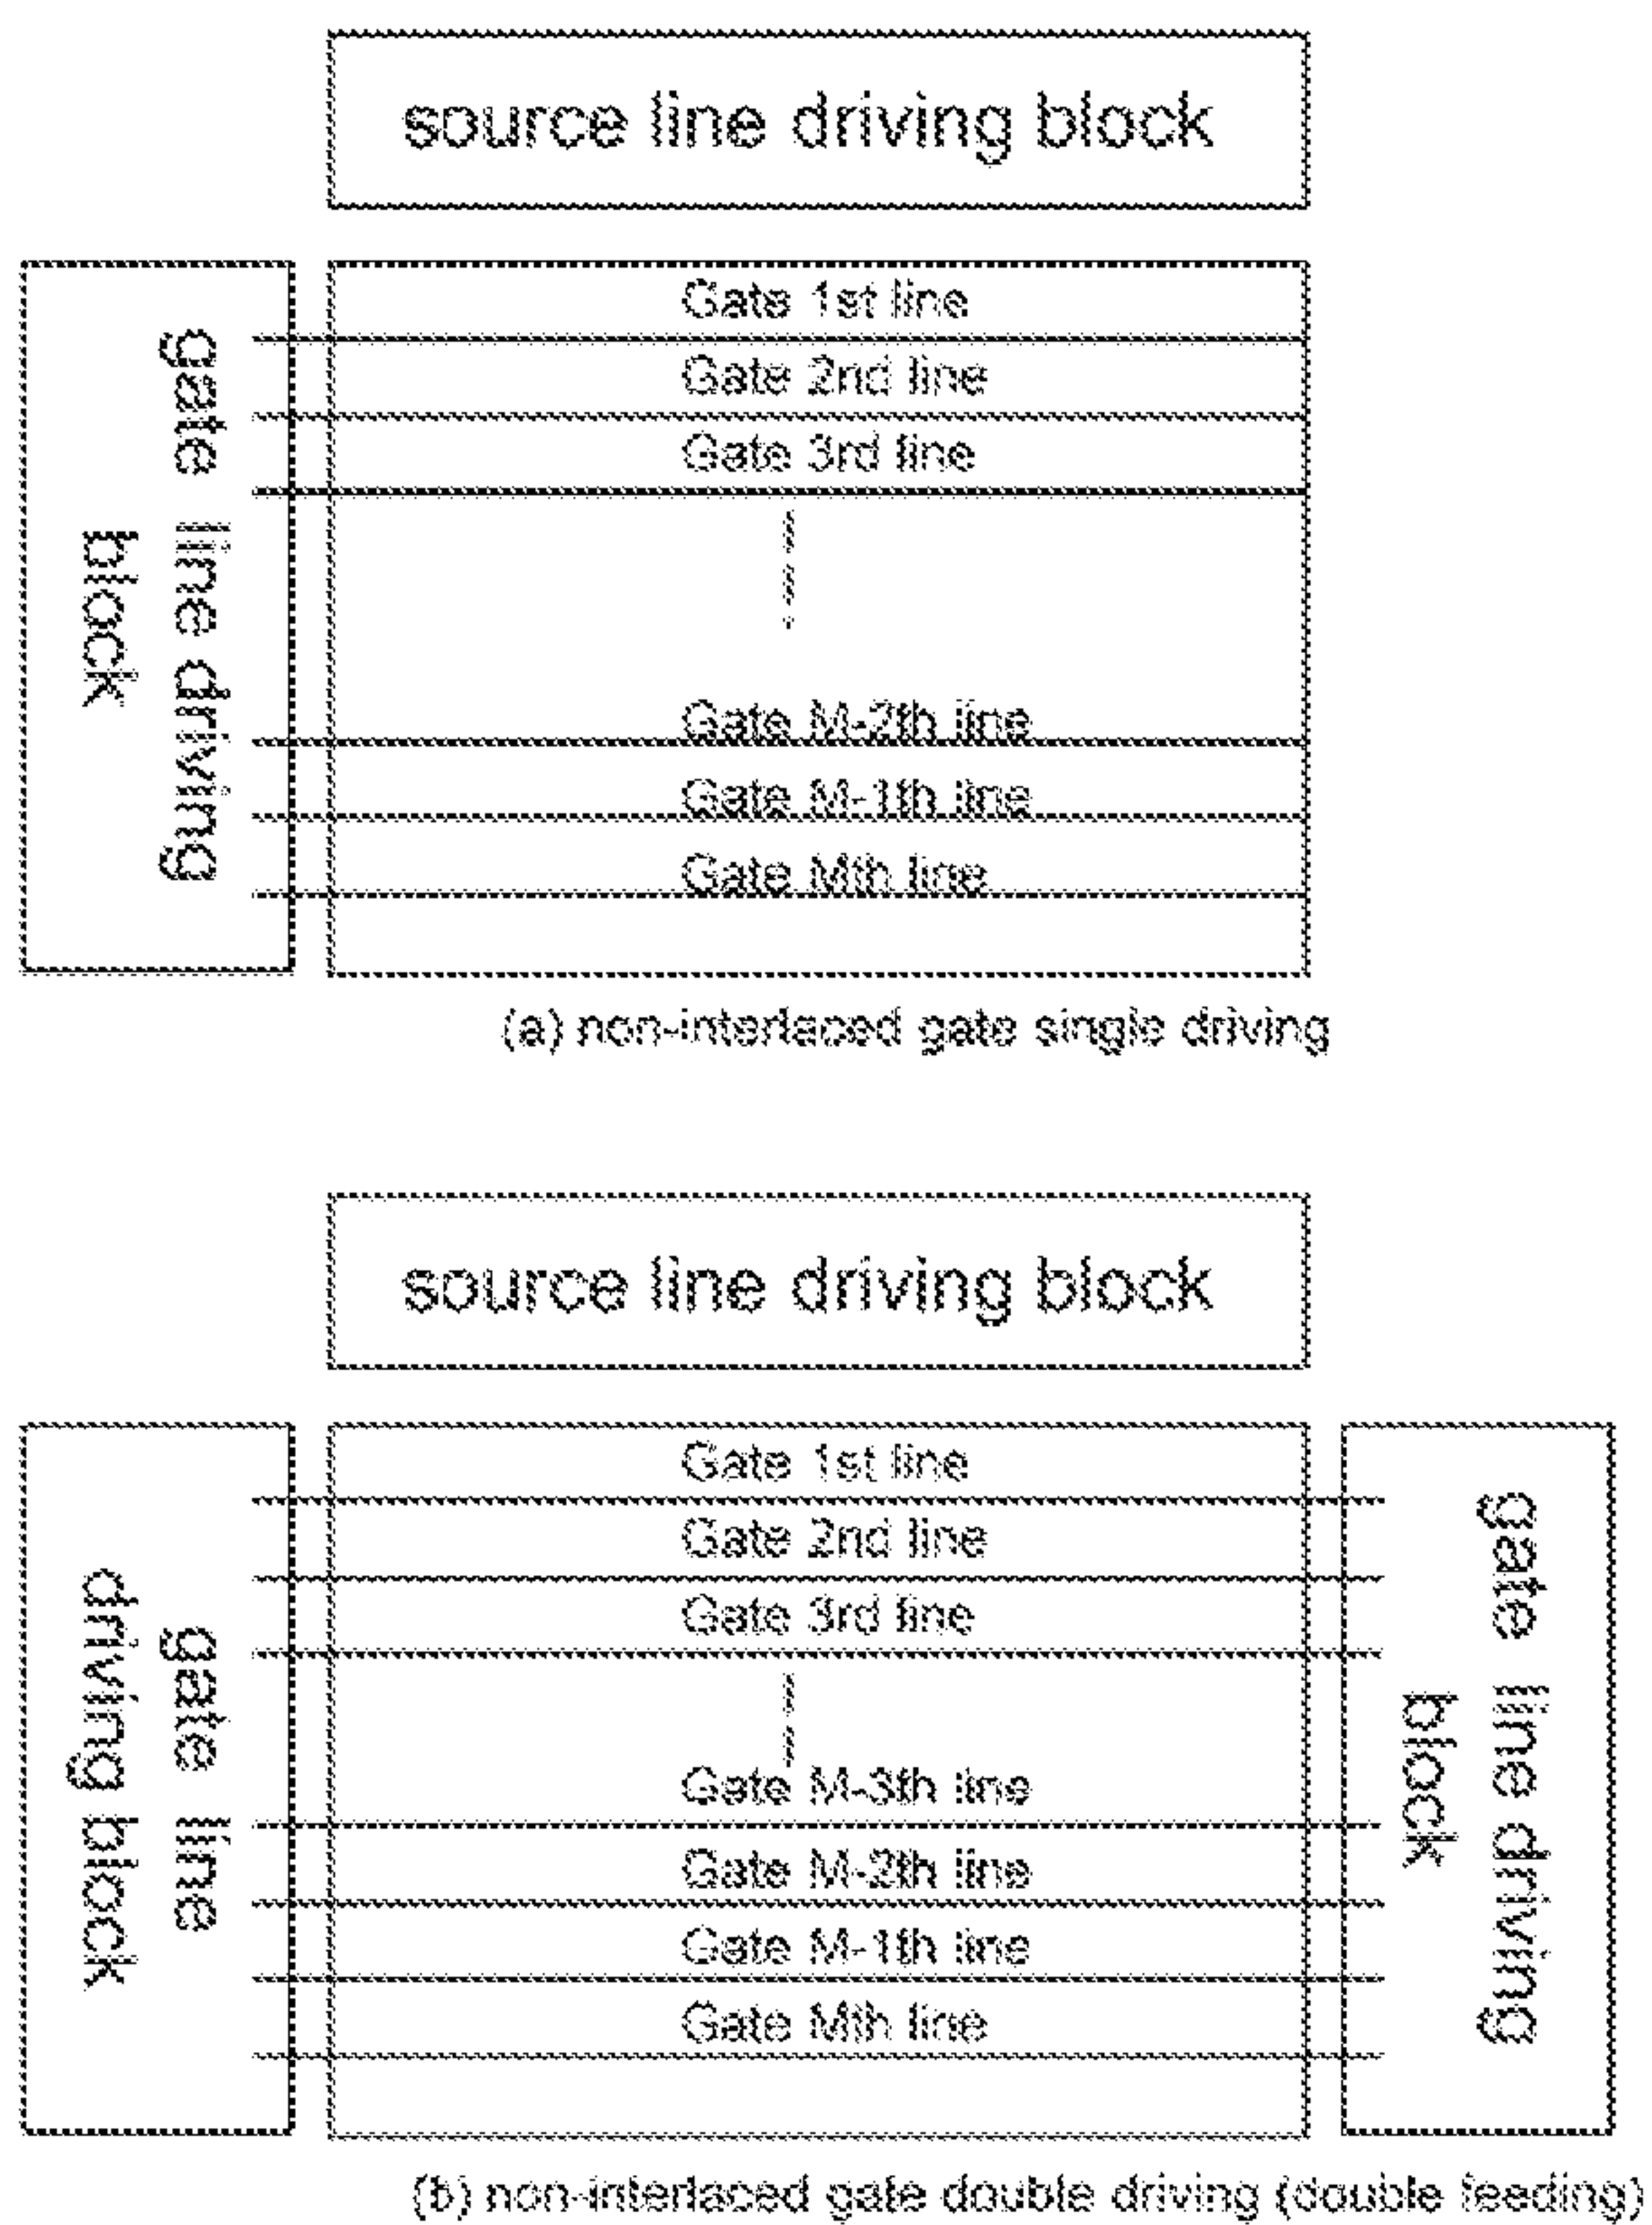 source line driving block
gate line driving
block
Gate 1st line
Gate 2nd line
Gate 3rd line
Gate M-2th line
Gate M-1th line
Gate Mth line
(a) non-interlaced gate single driving
source line driving block
gate line
driving block
Gate 1st line
Gate 2nd line
Gate 3rd line
Gate M-3th line
Gate M-2th line
Gate M-1th line
Gate Mth line
gate line driving
block
(b) non-interlaced gate double driving (double feeding)